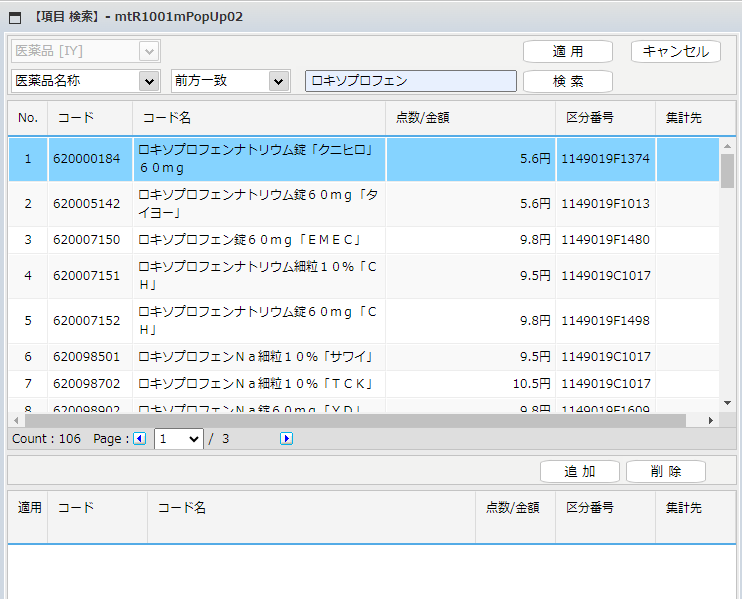 【項目 検索】- mtR1001mPopUp02
医薬品 [IY] 適 用 キャンセル
医薬品名称 前方一致 ロキソプロフェン 検 索
No. コード コード名 点数/金額 区分番号 集計先
1 620000184 ロキソプロフェンナトリウム錠「クニヒロ」 5.6円 1149019F1374
６０ｍｇ
2 620005142 ロキソプロフェンナトリウム錠６０ｍｇ「タ 5.6円 1149019F1013
イヨー」
3 620007150 ロキソプロフェン錠６０ｍｇ「ＥＭＥＣ」 9.8円 1149019F1480
4 620007151 ロキソプロフェンナトリウム細粒１０％「Ｃ 9.5円 1149019C1017
Ｈ」
5 620007152 ロキソプロフェンナトリウム錠６０ｍｇ「Ｃ 9.8円 1149019F1498
Ｈ」
6 620098501 ロキソプロフェンＮａ細粒１０％「サワイ」 9.5円 1149019C1017
7 620098702 ロキソプロフェンＮａ細粒１０％「ＴＣＫ」 10.5円 1149019C1017
8 620098902 ロキソプロフェンＮａ錠６０ｍｇ「ＹＤ」 9.8円 1149019F1609
Count : 106 Page : 1 / 3
追 加 削 除
適用 コード コード名 点数/金額 区分番号 集計先